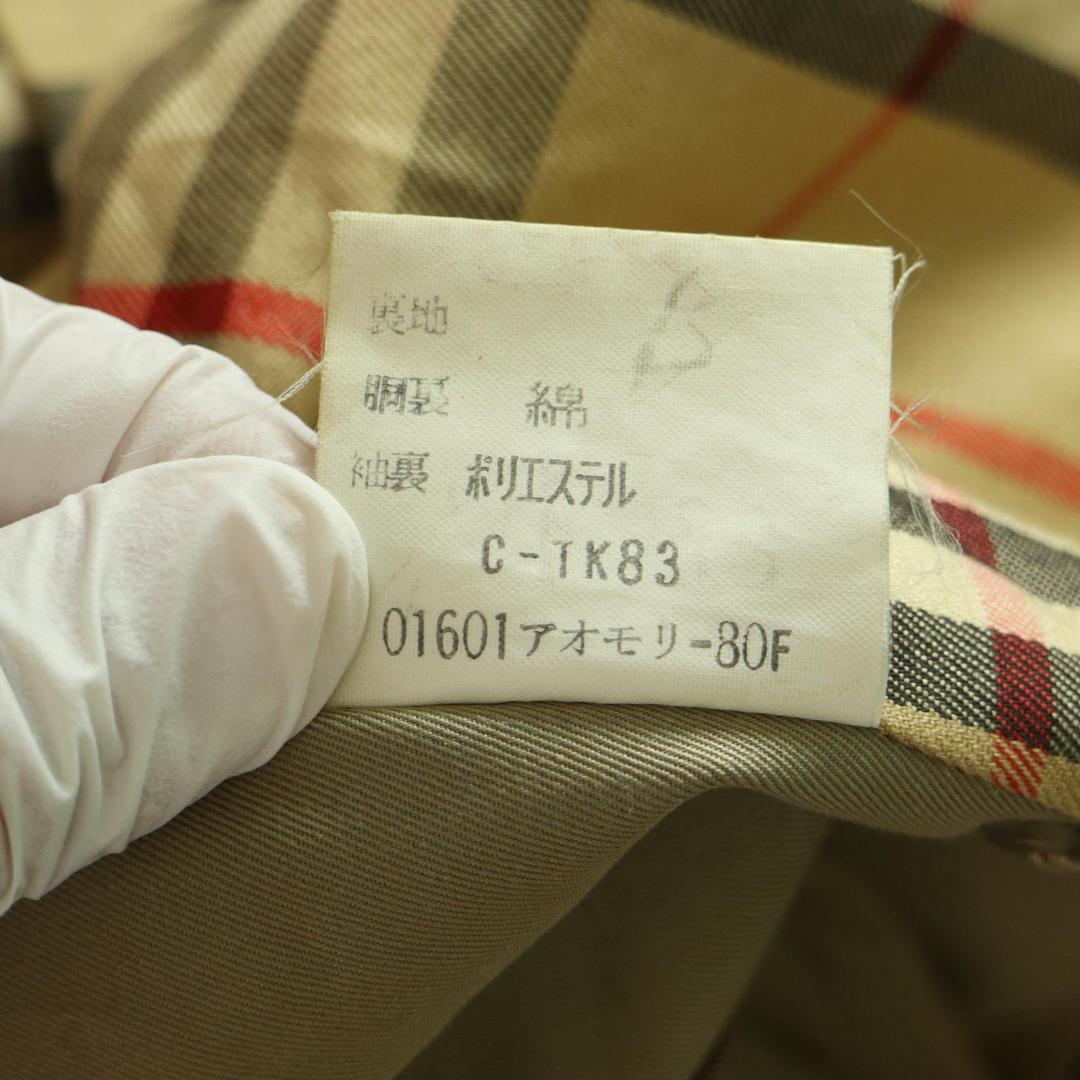 裏地
B
胴裏 綿
袖裏 ポリエステル
C-TK83
01601アオモリ-80F